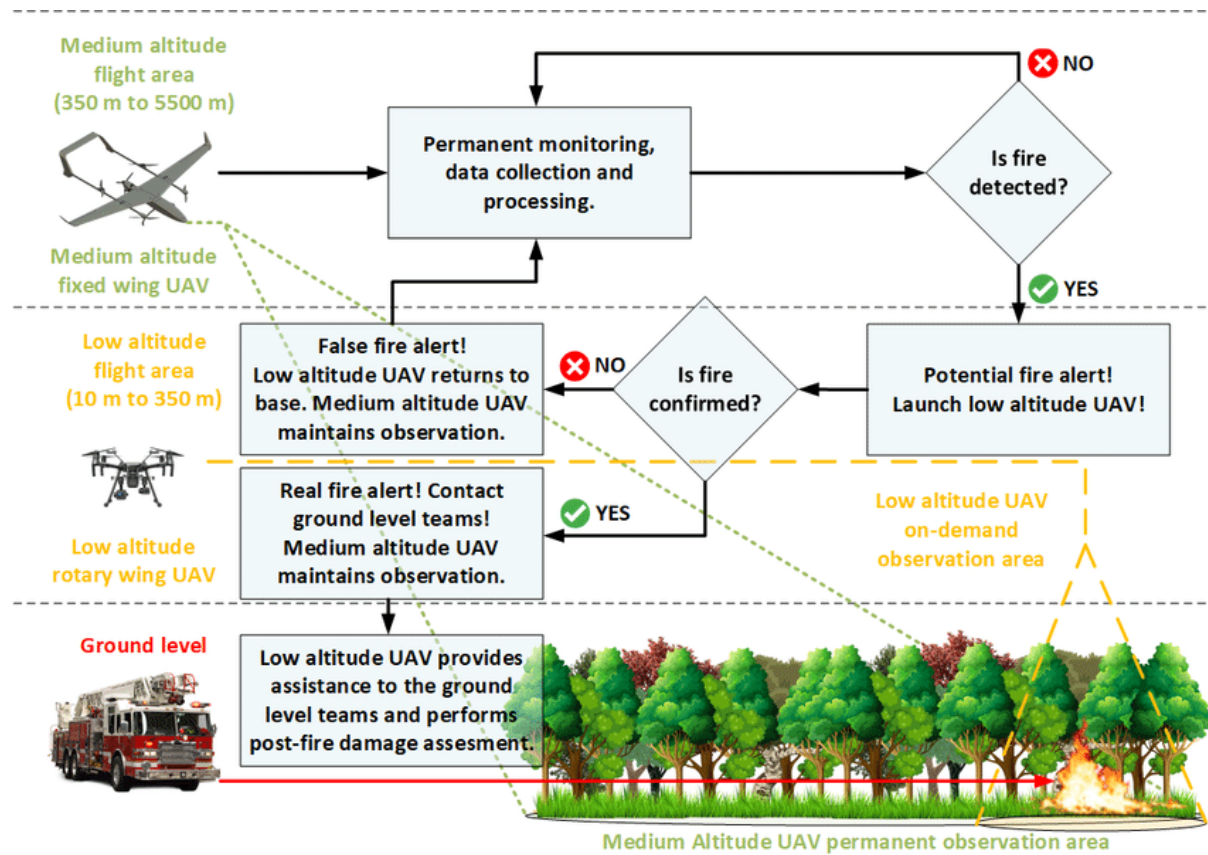 Medium altitude
flight area
(350 m to 5500 m)
Medium altitude
fixed wing UAV
Permanent monitoring,
data collection and
processing.
NO
Is fire
detected?
YES
Low altitude
flight area
(10 m to 350 m)
Low altitude
rotary wing UAV
False fire alert!
Low altitude UAV returns to
base. Medium altitude UAV
maintains observation.
NO
Is fire
confirmed?
Potential fire alert!
Launch low altitude UAV!
Real fire alert! Contact
ground level teams!
Medium altitude UAV
maintains observation.
YES
Low altitude UAV
on-demand
observation area
Ground level
Low altitude UAV provides
assistance to the ground
level teams and performs
post-fire damage assesment.
Medium Altitude UAV permanent observation area